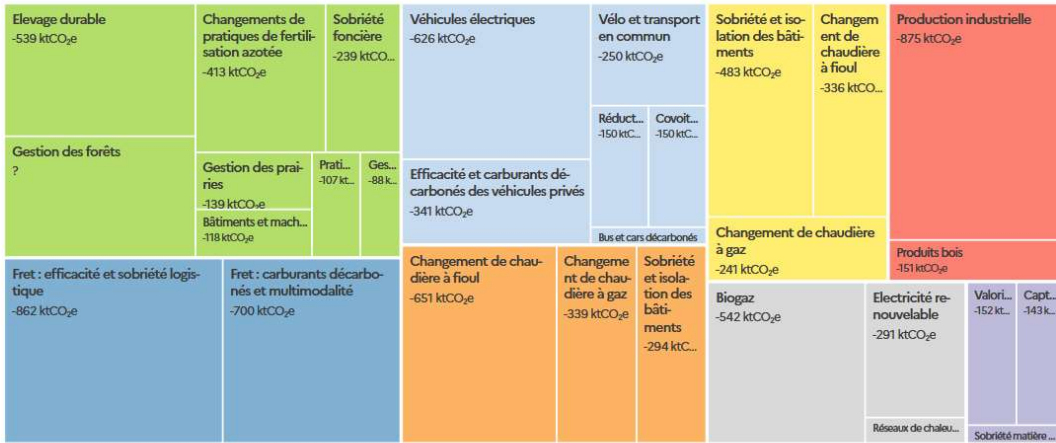 Elevage durable
-539 ktCO₂e
Changements de
pratiques de fertili-
sation azotée
-413 ktCO₂e
Sobriété
foncière
-239 ktCO...
Gestion des forêts
?
Gestion des prai-
ries
-139 ktCO₂e
Prati...
-107 kt...
Ges...
-88 k...
Bâtiments et mach...
-118 ktCO₂e
Véhicules électriques
-626 ktCO₂e
Vélo et transport
en commun
-250 ktCO₂e
Réduct...
-150 ktC...
Covoit...
-150 ktC...
Efficacité et carburants dé-
carbonés des véhicules privés
-341 ktCO₂e
Bus et cars décarbonés
Sobriété et iso-
lation des bâti-
ments
-483 ktCO₂e
Changem
ent de
chaudière
à fioul
-336 ktCO...
Changement de chaudière
à gaz
-241 ktCO₂e
Production industrielle
-875 ktCO₂e
Produits bois
-151 ktCO₂e
Fret : efficacité et sobriété logis-
tique
-862 ktCO₂e
Fret : carburants décarbo-
nés et multimodalité
-700 ktCO₂e
Changement de chau-
dière à fioul
-651 ktCO₂e
Changeme
nt de chau-
dière à gaz
-339 ktCO₂e
Sobriété
et isola-
tion des
bâti-
ments
-294 ktC...
Biogaz
-542 ktCO₂e
Electricité re-
nouvelable
-291 ktCO₂e
Réseaux de chaleu...
Valori...
-152 kt...
Capt...
-143 k...
Sobriété matière ...